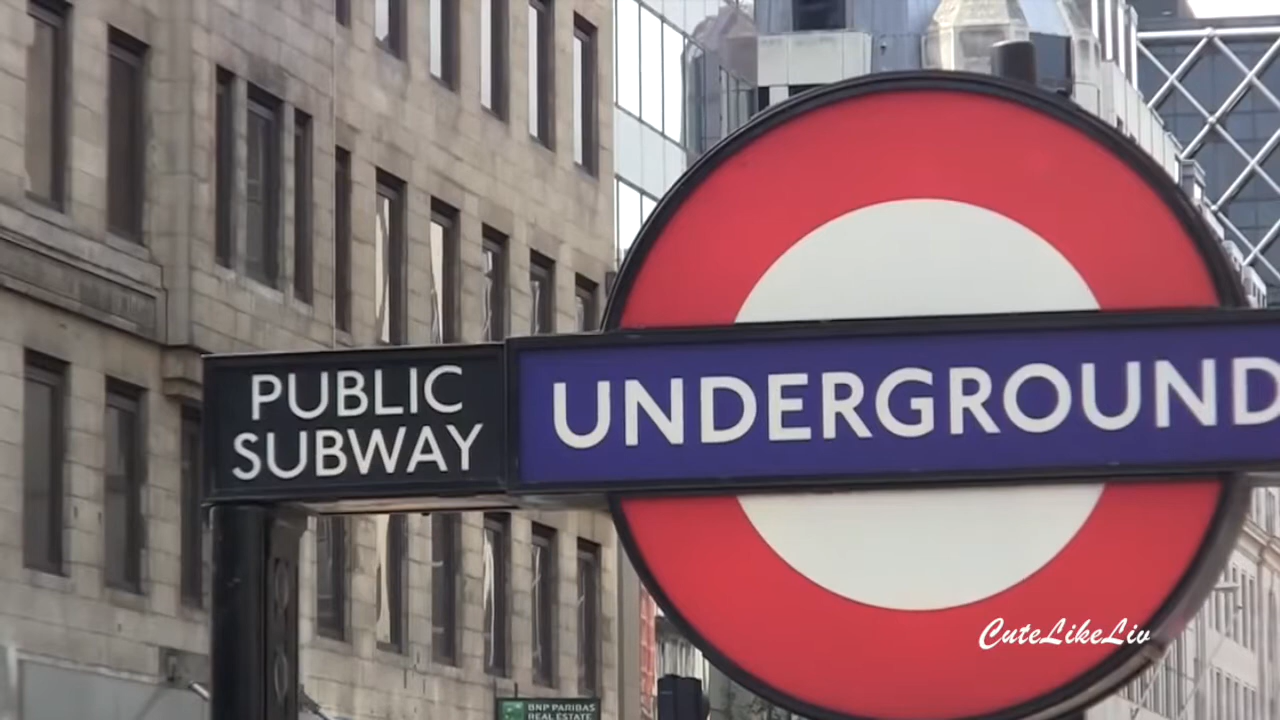 PUBLIC
SUBWAY
UNDERGROUND
CuteLikeLiv
BNP PARIBAS
REAL ESTATE